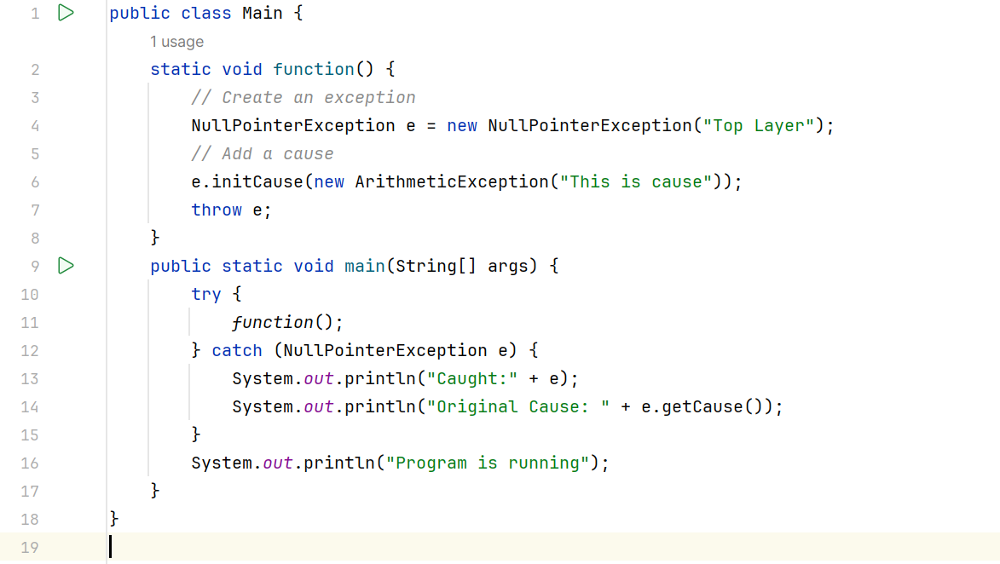 1 public class Main {
1 usage
2 static void function() {
3 // Create an exception
4 NullPointerException e = new NullPointerException("Top Layer");
5 // Add a cause
6 e.initCause(new ArithmeticException("This is cause"));
7 throw e;
8 }
9 public static void main(String[] args) {
10 try {
11 function();
12 } catch (NullPointerException e) {
13 System.out.println("Caught:" + e);
14 System.out.println("Original Cause: " + e.getCause());
15 }
16 System.out.println("Program is running");
17 }
18 }
19